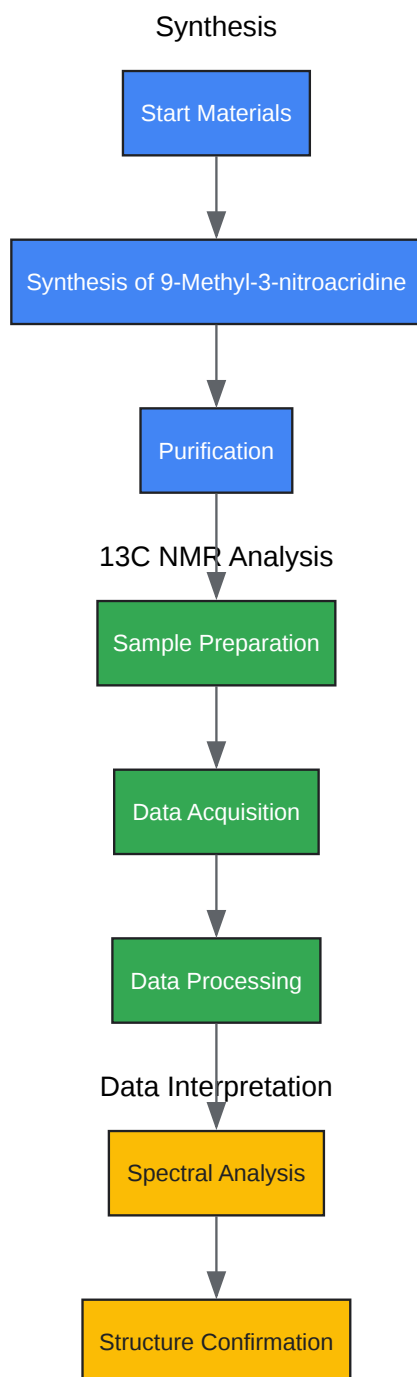 Synthesis
Start Materials
Synthesis of 9-Methyl-3-nitroacridine
Purification
13C NMR Analysis
Sample Preparation
Data Acquisition
Data Processing
Data Interpretation
Spectral Analysis
Structure Confirmation